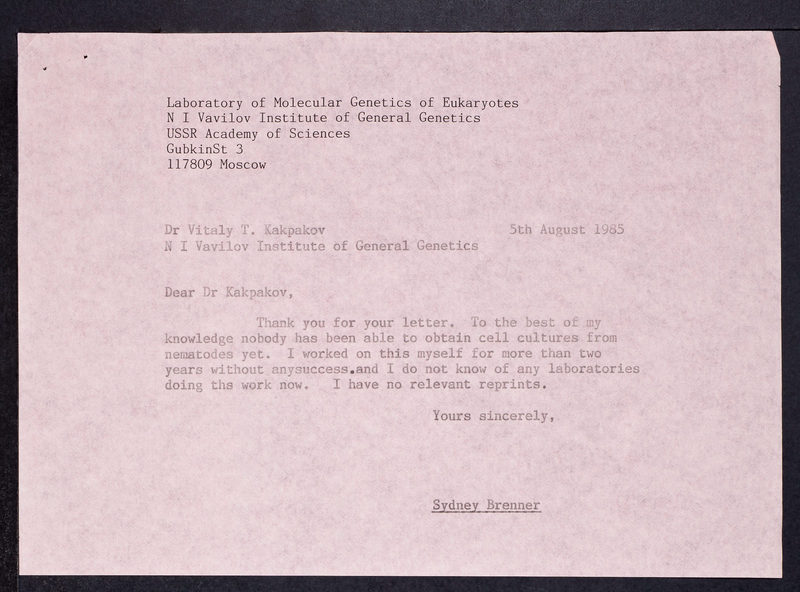 Laboratory of Molecular Genetics of Eukaryotes
N I Vavilov Institute of General Genetics
USSR Academy of Sciences
GubkinSt 3
117809 Moscow
Dr Vitaly T. Kakpakov 5th August 1985
N I Vavilov Institute of General Genetics
Dear Dr Kakpakov,
Thank you for your letter. To the best of my
knowledge nobody has been able to obtain cell cultures from
nematodes yet. I worked on this myself for more than two
years without anysuccess.and I do not know of any laboratories
doing ths work now. I have no relevant reprints.
Yours sincerely,
Sydney Brenner